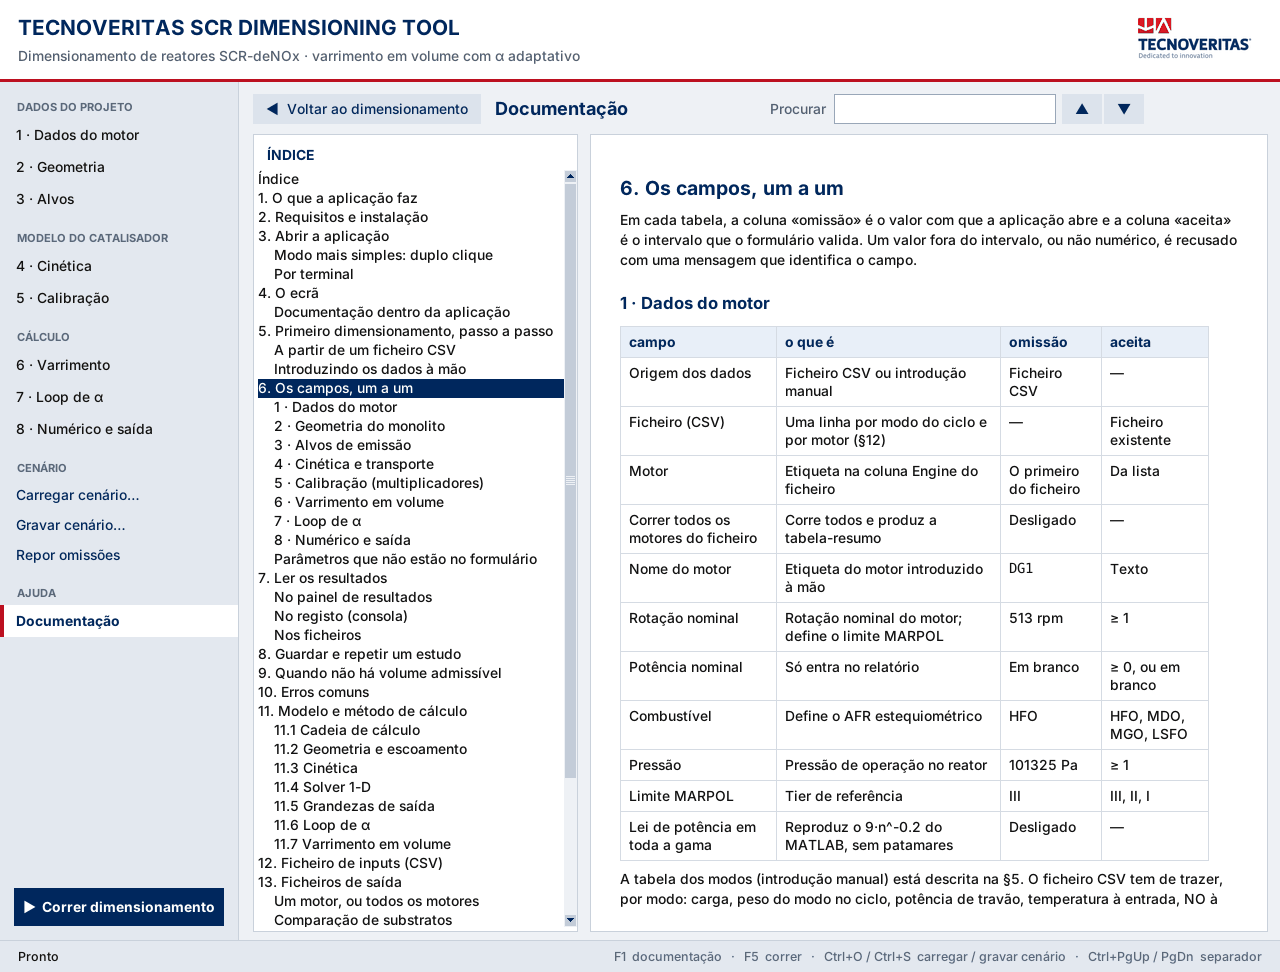 TECNOVERITAS SCR DIMENSIONING TOOL
Dimensionamento de reatores SCR-deNOx · varrimento em volume com α adaptativo
TECNOVERITAS
Dedicated to innovation
DADOS DO PROJETO
1 · Dados do motor
2 · Geometria
3 · Alvos
MODELO DO CATALISADOR
4 · Cinética
5 · Calibração
CÁLCULO
6 · Varrimento
7 · Loop de α
8 · Numérico e saída
CENÁRIO
Carregar cenário…
Gravar cenário…
Repor omissões
AJUDA
Documentação
▶ Correr dimensionamento
◀ Voltar ao dimensionamento
Documentação
Procurar
▲ ▼
ÍNDICE
Índice
1. O que a aplicação faz
2. Requisitos e instalação
3. Abrir a aplicação
Modo mais simples: duplo clique
Por terminal
4. O ecrã
Documentação dentro da aplicação
5. Primeiro dimensionamento, passo a passo
A partir de um ficheiro CSV
Introduzindo os dados à mão
6. Os campos, um a um
1 · Dados do motor
2 · Geometria do monolito
3 · Alvos de emissão
4 · Cinética e transporte
5 · Calibração (multiplicadores)
6 · Varrimento em volume
7 · Loop de α
8 · Numérico e saída
Parâmetros que não estão no formulário
7. Ler os resultados
No painel de resultados
No registo (consola)
Nos ficheiros
8. Guardar e repetir um estudo
9. Quando não há volume admissível
10. Erros comuns
11. Modelo e método de cálculo
11.1 Cadeia de cálculo
11.2 Geometria e escoamento
11.3 Cinética
11.4 Solver 1-D
11.5 Grandezas de saída
11.6 Loop de α
11.7 Varrimento em volume
12. Ficheiro de inputs (CSV)
13. Ficheiros de saída
Um motor, ou todos os motores
Comparação de substratos
6. Os campos, um a um
Em cada tabela, a coluna «omissão» é o valor com que a aplicação abre e a coluna «aceita»
é o intervalo que o formulário valida. Um valor fora do intervalo, ou não numérico, é recusado
com uma mensagem que identifica o campo.
1 · Dados do motor
campo o que é omissão aceita
Origem dos dados Ficheiro CSV ou introdução Ficheiro —
manual CSV
Ficheiro (CSV) Uma linha por modo do ciclo e — Ficheiro
por motor (§12) existente
Motor Etiqueta na coluna Engine do O primeiro Da lista
ficheiro do ficheiro
Correr todos os Corre todos e produz a Desligado —
motores do ficheiro tabela-resumo
Nome do motor Etiqueta do motor introduzido DG1 Texto
à mão
Rotação nominal Rotação nominal do motor; 513 rpm ≥ 1
define o limite MARPOL
Potência nominal Só entra no relatório Em branco ≥ 0, ou em
branco
Combustível Define o AFR estequiométrico HFO HFO, MDO,
MGO, LSFO
Pressão Pressão de operação no reator 101325 Pa ≥ 1
Limite MARPOL Tier de referência III III, II, I
Lei de potência em Reproduz o 9·n^-0.2 do Desligado —
toda a gama MATLAB, sem patamares
A tabela dos modos (introdução manual) está descrita na §5. O ficheiro CSV tem de trazer,
por modo: carga, peso do modo no ciclo, potência de travão, temperatura à entrada, NO à
Pronto
F1 documentação · F5 correr · Ctrl+O / Ctrl+S carregar / gravar cenário · Ctrl+PgUp / PgDn separador